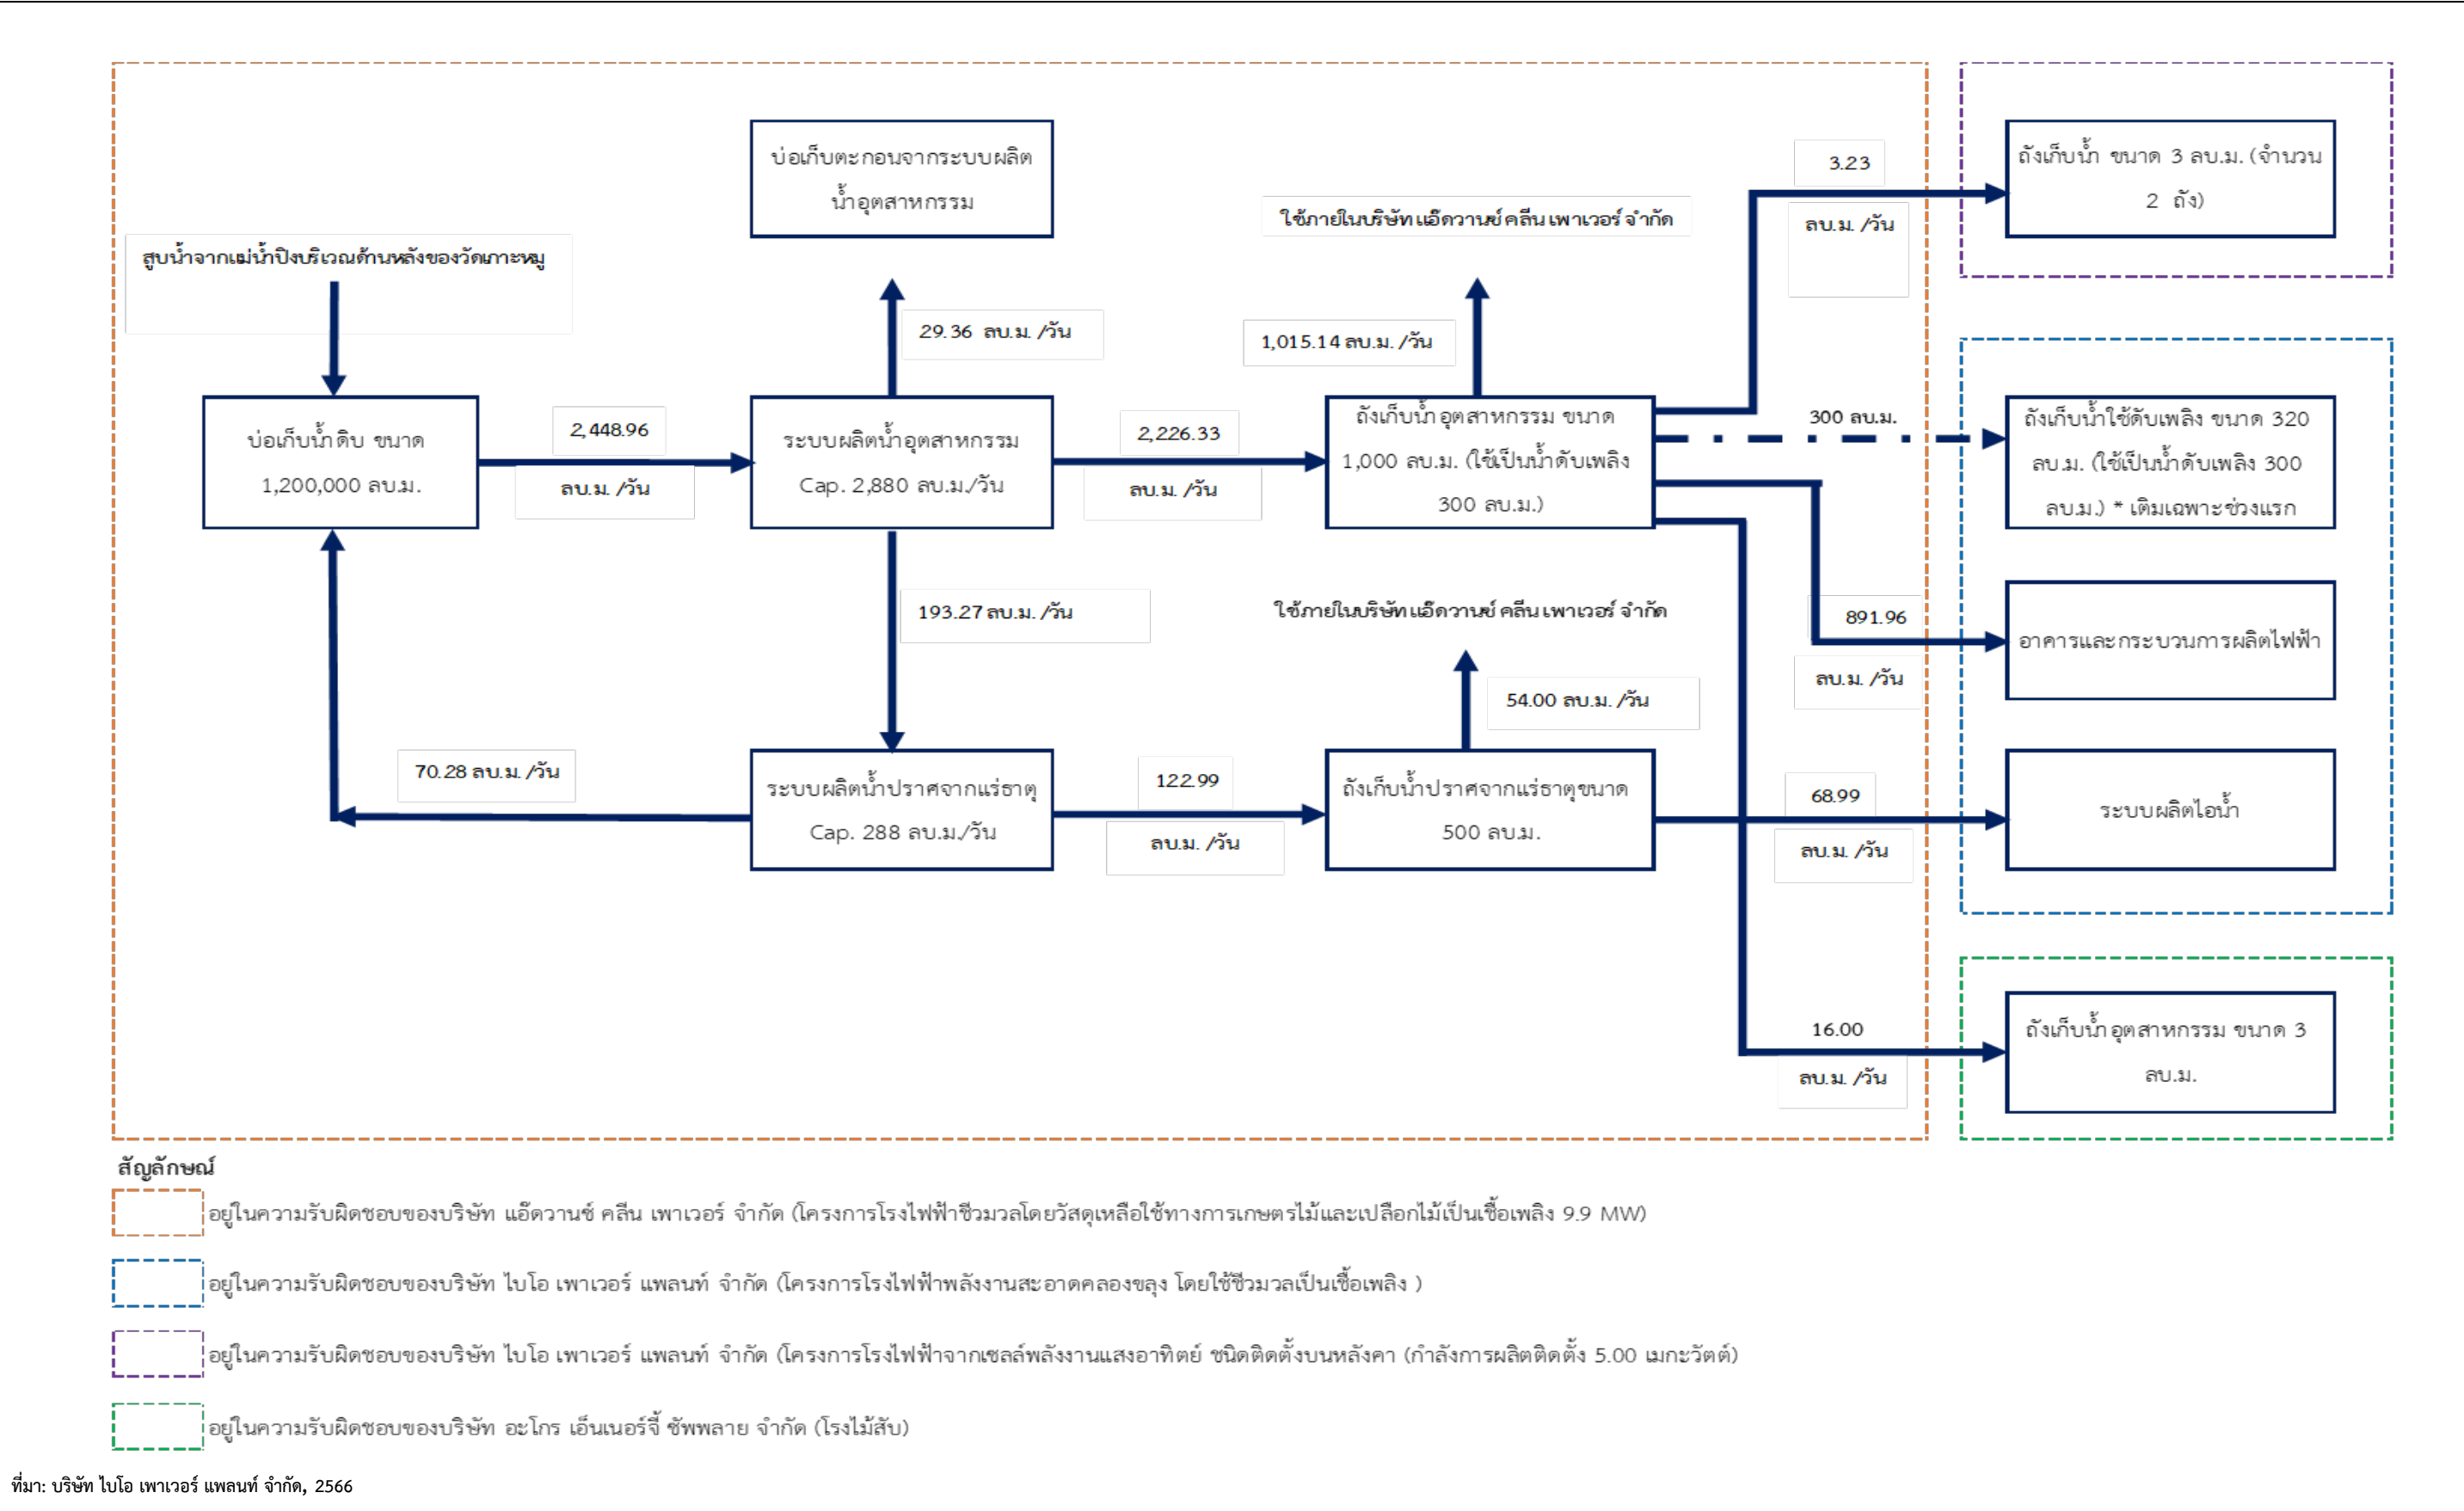 บ่อเก็บตะกอนจากระบบผลิต
น้ำอุตสาหกรรม
3.23
ลบ.ม. /วัน
ถังเก็บน้ำ ขนาด 3 ลบ.ม. (จำนวน
2 ถัง)
ใช้ภายในบริษัท แอ๊ดวานซ์ คลีน เพาเวอร์ จำกัด
สูบน้ำจากแม่น้ำปิงบริเวณด้านหลังของวัดเกาะหมู
29.36 ลบ.ม. /วัน
1,015.14 ลบ.ม. /วัน
บ่อเก็บน้ำดิบ ขนาด
1,200,000 ลบ.ม.
2,448.96
ลบ.ม. /วัน
ระบบผลิตน้ำอุตสาหกรรม
Cap. 2,880 ลบ.ม./วัน
2,226.33
ลบ.ม. /วัน
ถังเก็บน้ำอุตสาหกรรม ขนาด
1,000 ลบ.ม. (ใช้เป็นน้ำดับเพลิง
300 ลบ.ม.)
300 ลบ.ม.
ถังเก็บน้ำใช้ดับเพลิง ขนาด 320
ลบ.ม. (ใช้เป็นน้ำดับเพลิง 300
ลบ.ม.) * เติมเฉพาะช่วงแรก
193.27 ลบ.ม. /วัน
ใช้ภายในบริษัท แอ๊ดวานซ์ คลีน เพาเวอร์ จำกัด
891.96
ลบ.ม. /วัน
อาคารและกระบวนการผลิตไฟฟ้า
54.00 ลบ.ม. /วัน
70.28 ลบ.ม. /วัน
ระบบผลิตน้ำปราศจากแร่ธาตุ
Cap. 288 ลบ.ม./วัน
122.99
ลบ.ม. /วัน
ถังเก็บน้ำปราศจากแร่ธาตุขนาด
500 ลบ.ม.
68.99
ลบ.ม. /วัน
ระบบผลิตไอน้ำ
16.00
ลบ.ม. /วัน
ถังเก็บน้ำอุตสาหกรรม ขนาด 3
ลบ.ม.
สัญลักษณ์
อยู่ในความรับผิดชอบของบริษัท แอ๊ดวานซ์ คลีน เพาเวอร์ จำกัด (โครงการโรงไฟฟ้าชีวมวลโดยวัสดุเหลือใช้ทางการเกษตรไม้และเปลือกไม้เป็นเชื้อเพลิง 9.9 MW)
อยู่ในความรับผิดชอบของบริษัท ไบโอ เพาเวอร์ แพลนท์ จำกัด (โครงการโรงไฟฟ้าพลังงานสะอาดคลองขลุง โดยใช้ชีวมวลเป็นเชื้อเพลิง )
อยู่ในความรับผิดชอบของบริษัท ไบโอ เพาเวอร์ แพลนท์ จำกัด (โครงการโรงไฟฟ้าจากเซลล์พลังงานแสงอาทิตย์ ชนิดติดตั้งบนหลังคา (กำลังการผลิตติดตั้ง 5.00 เมกะวัตต์)
อยู่ในความรับผิดชอบของบริษัท อะโกร เอ็นเนอร์จี้ ซัพพลาย จำกัด (โรงไม้สับ)
ที่มา: บริษัท ไบโอ เพาเวอร์ แพลนท์ จำกัด, 2566